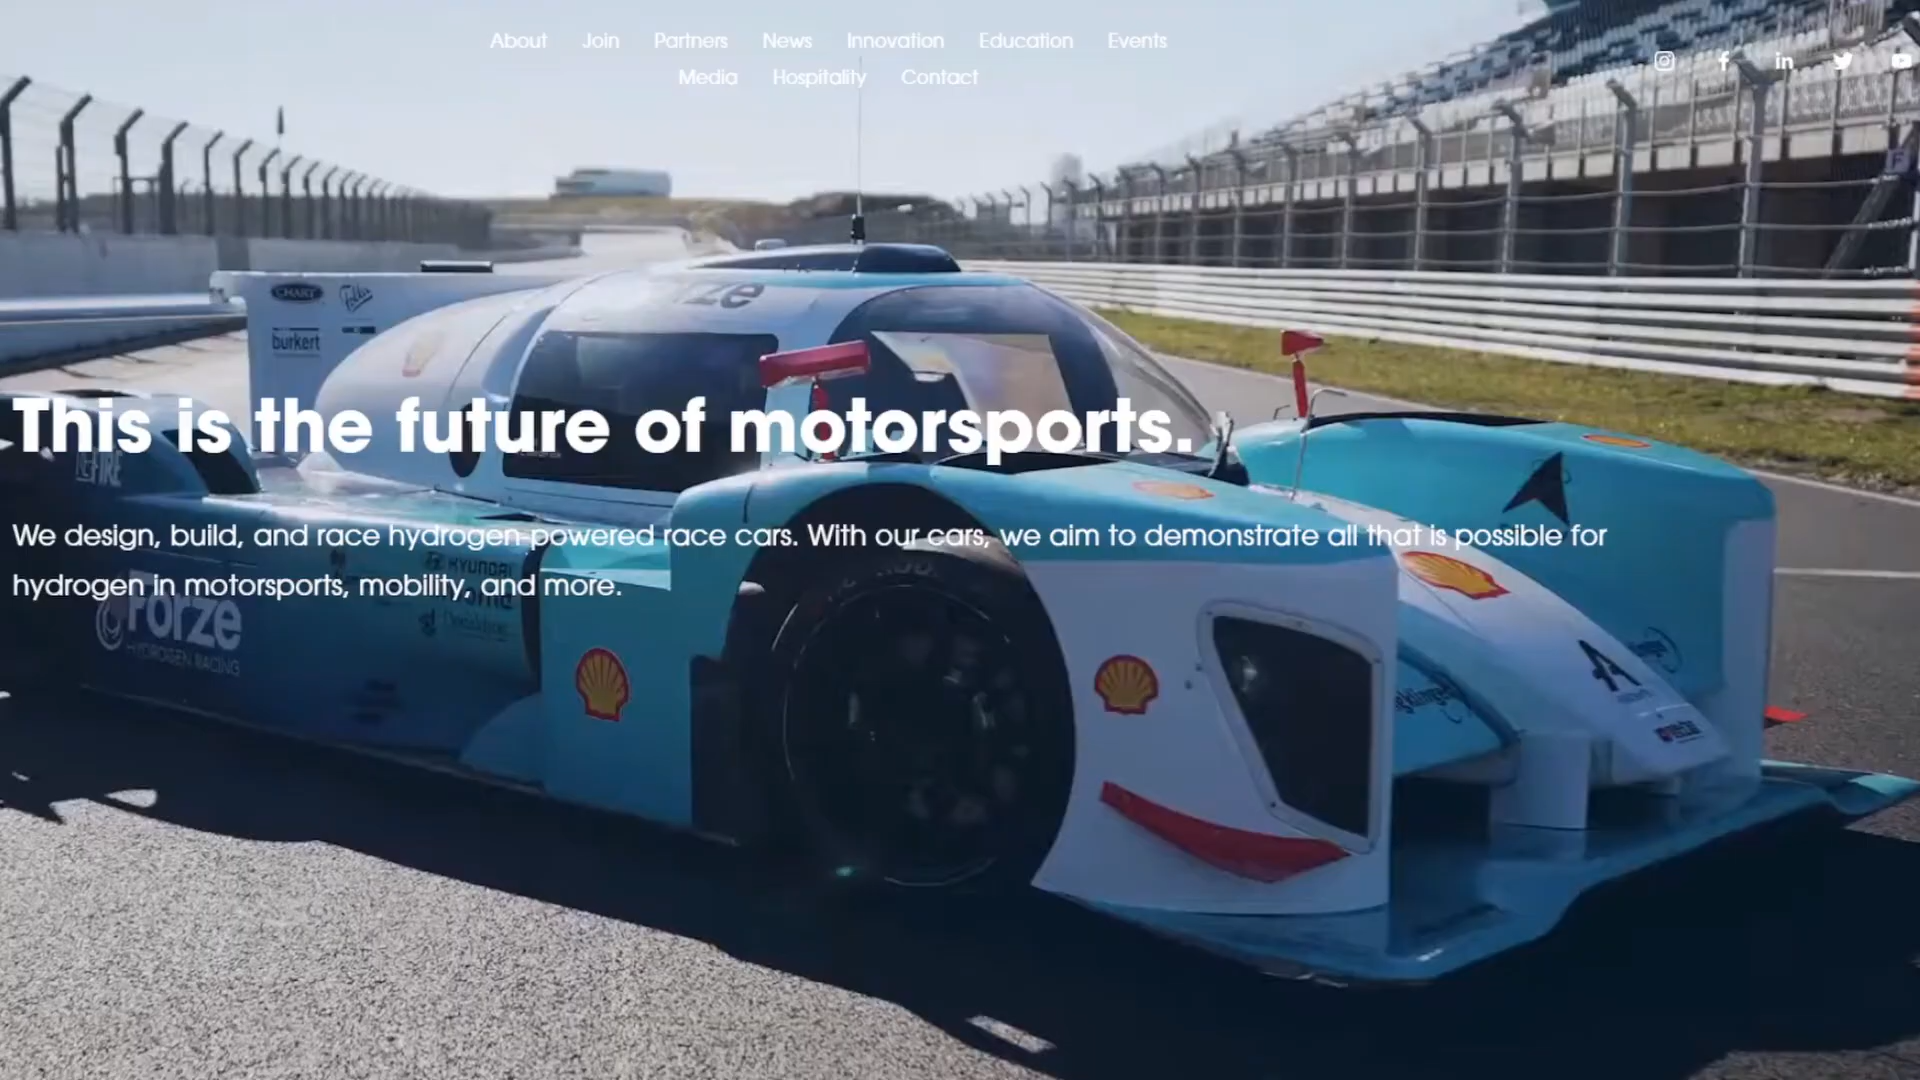 About Join Partners News Innovation Education Events
Media Hospitality Contact
CHART
burkert
This is the future of motorsports.
We design, build, and race hydrogen-powered race cars. With our cars, we aim to demonstrate all that is possible for
hydrogen in motorsports, mobility, and more.
HYUNDAI
Donaldson
Forze
HYDROGEN RACING